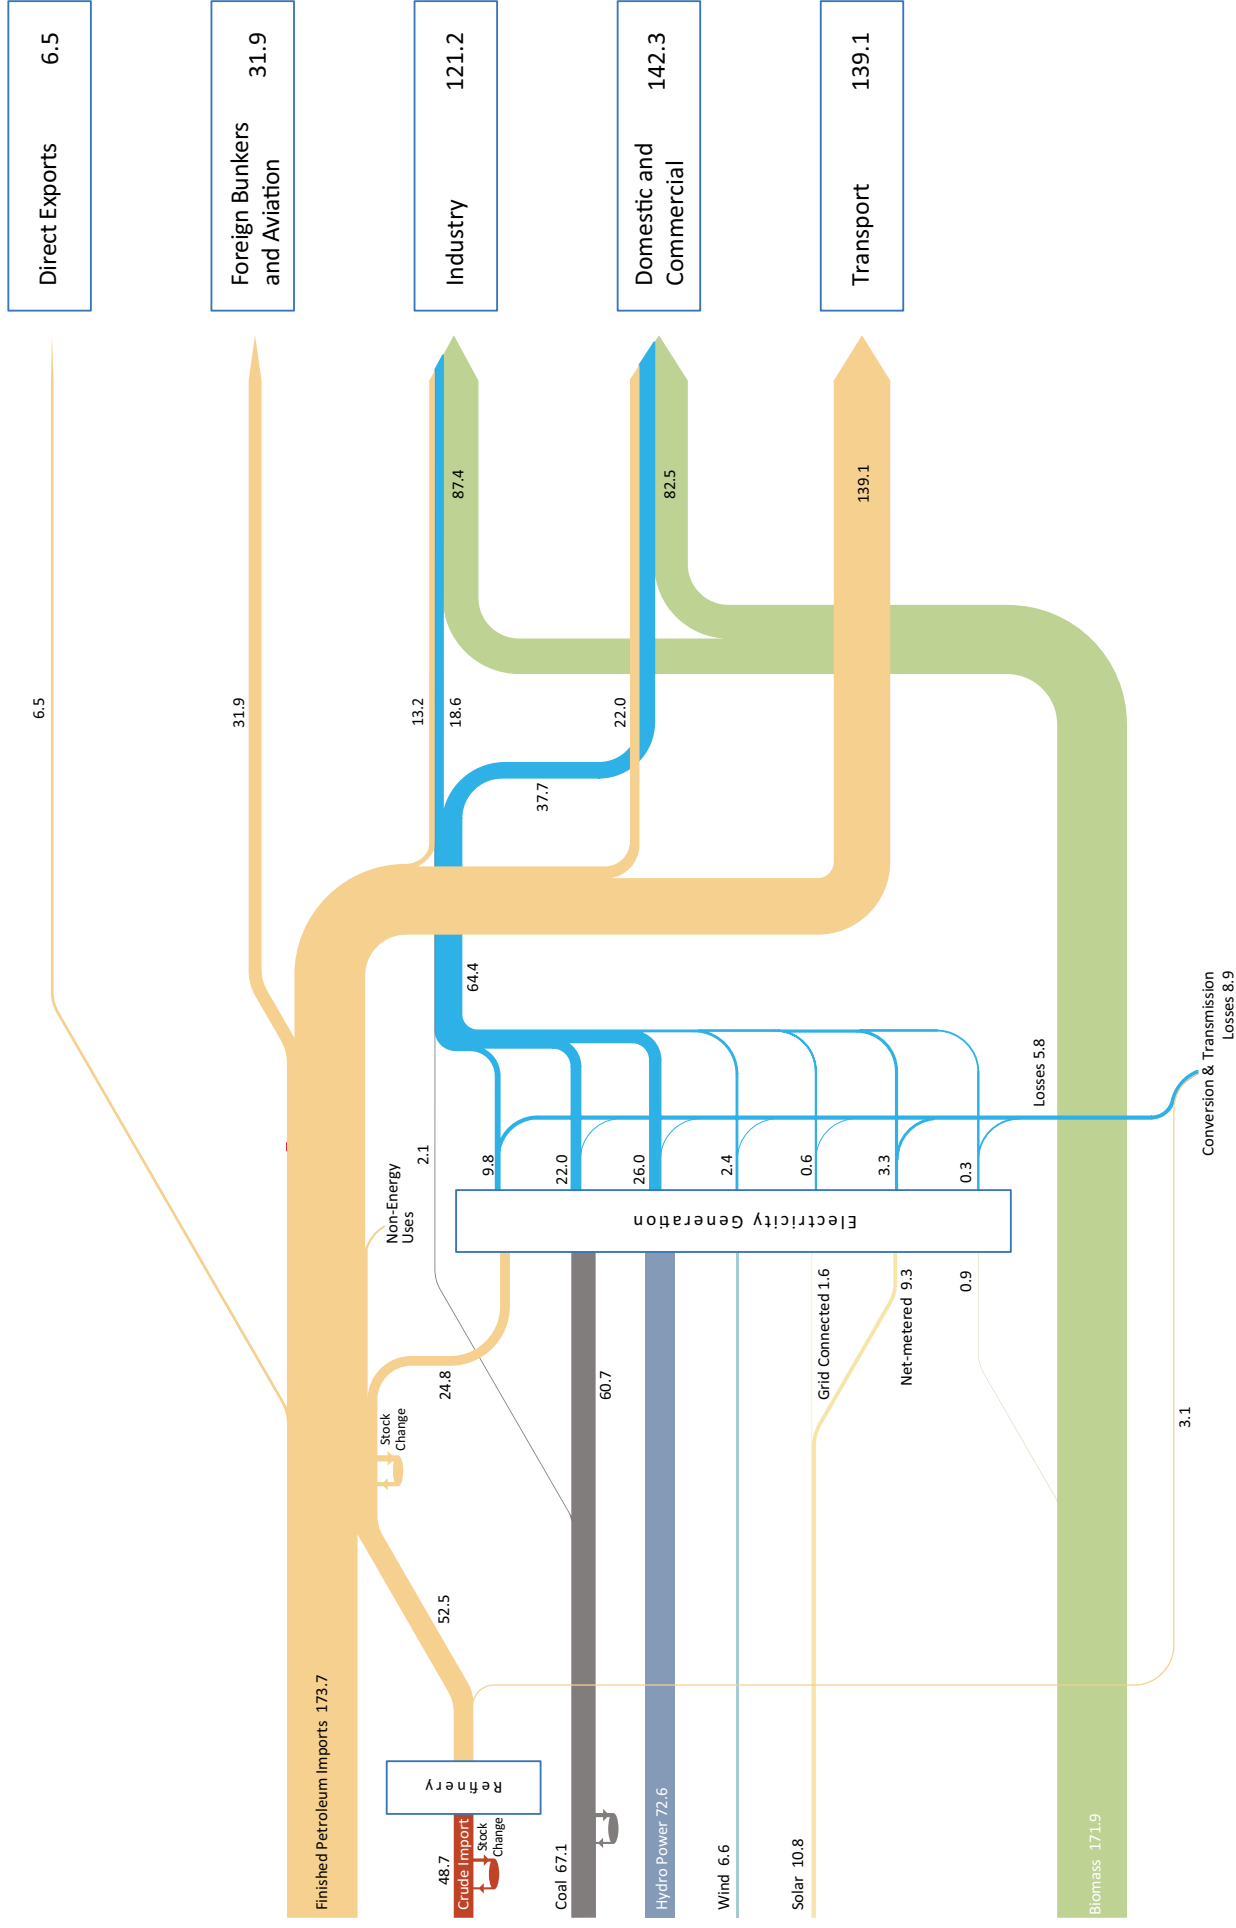 Direct Exports 6.5
Foreign Bunkers 31.9
and Aviation
Industry 121.2
Domestic and 142.3
Commercial
Transport 139.1
6.5
31.9
13.2
18.6
87.4
22.0
82.5
37.7
139.1
64.4
Finished Petroleum Imports 173.7
Non-Energy
Uses
Stock
Change
24.8
52.5
2.1
Refinery
48.7
Crude Import
Stock
Change
Coal 67.1
60.7
Hydro Power 72.6
Wind 6.6
Solar 10.8
Grid Connected 1.6
Net-metered 9.3
0.9
Biomass 171.9
Electricity Generation
9.8
22.0
26.0
2.4
0.6
3.3
0.3
Losses 5.8
3.1
Conversion & Transmission
Losses 8.9